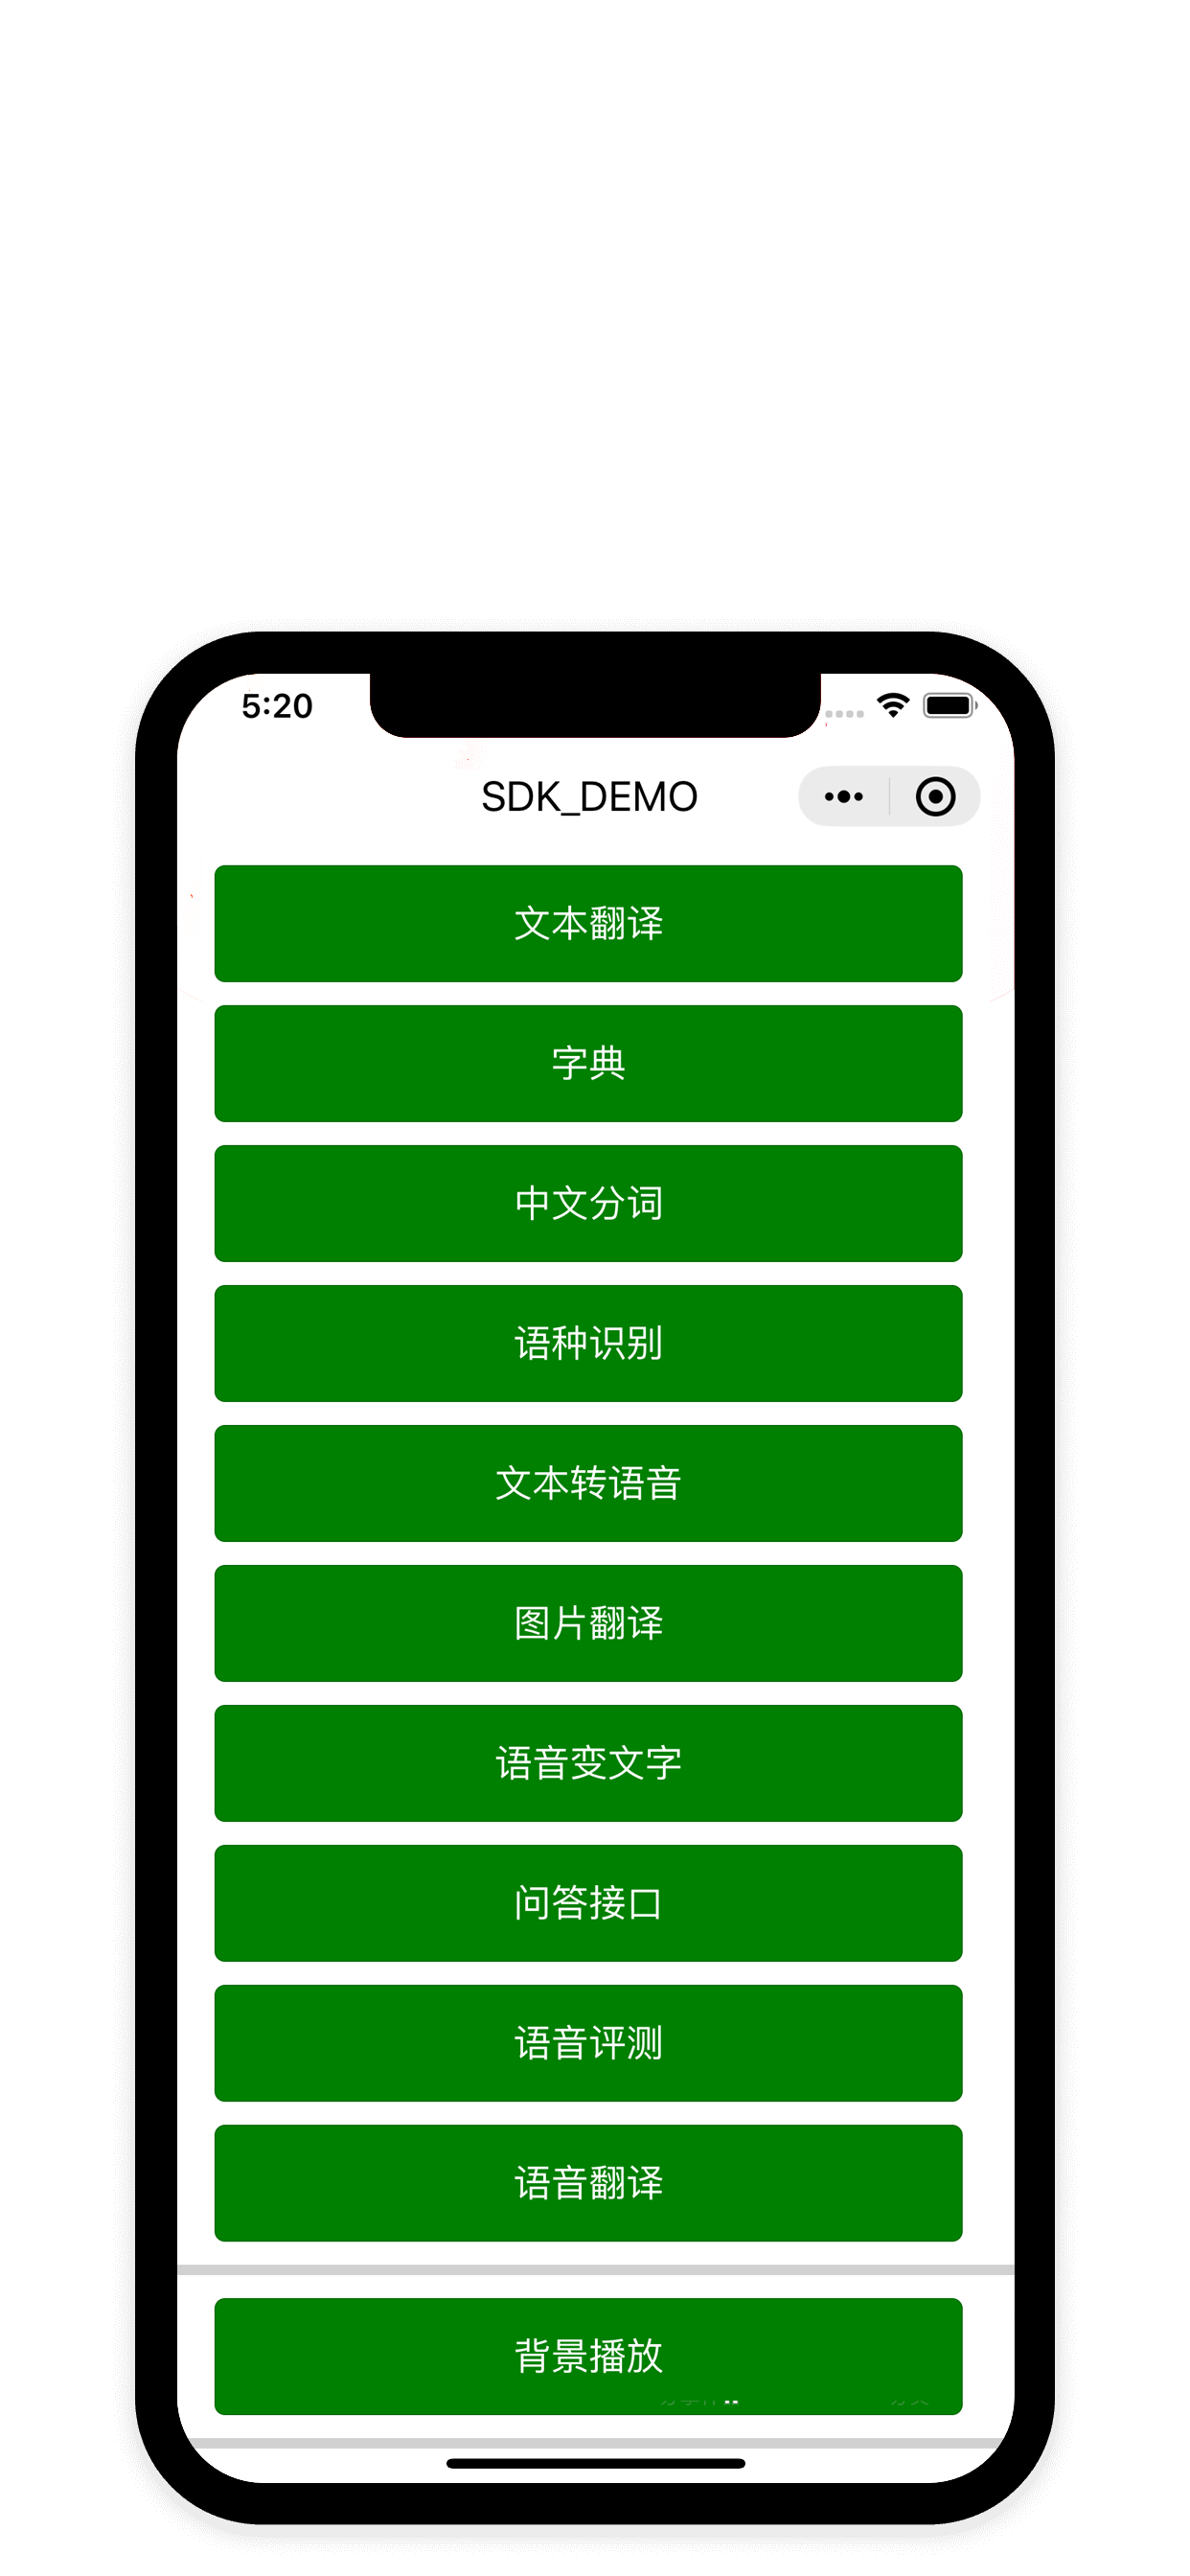 5:20
SDK_DEMO
文本翻译
字典
中文分词
语种识别
文本转语音
图片翻译
语音变文字
问答接口
语音评测
语音翻译
背景播放